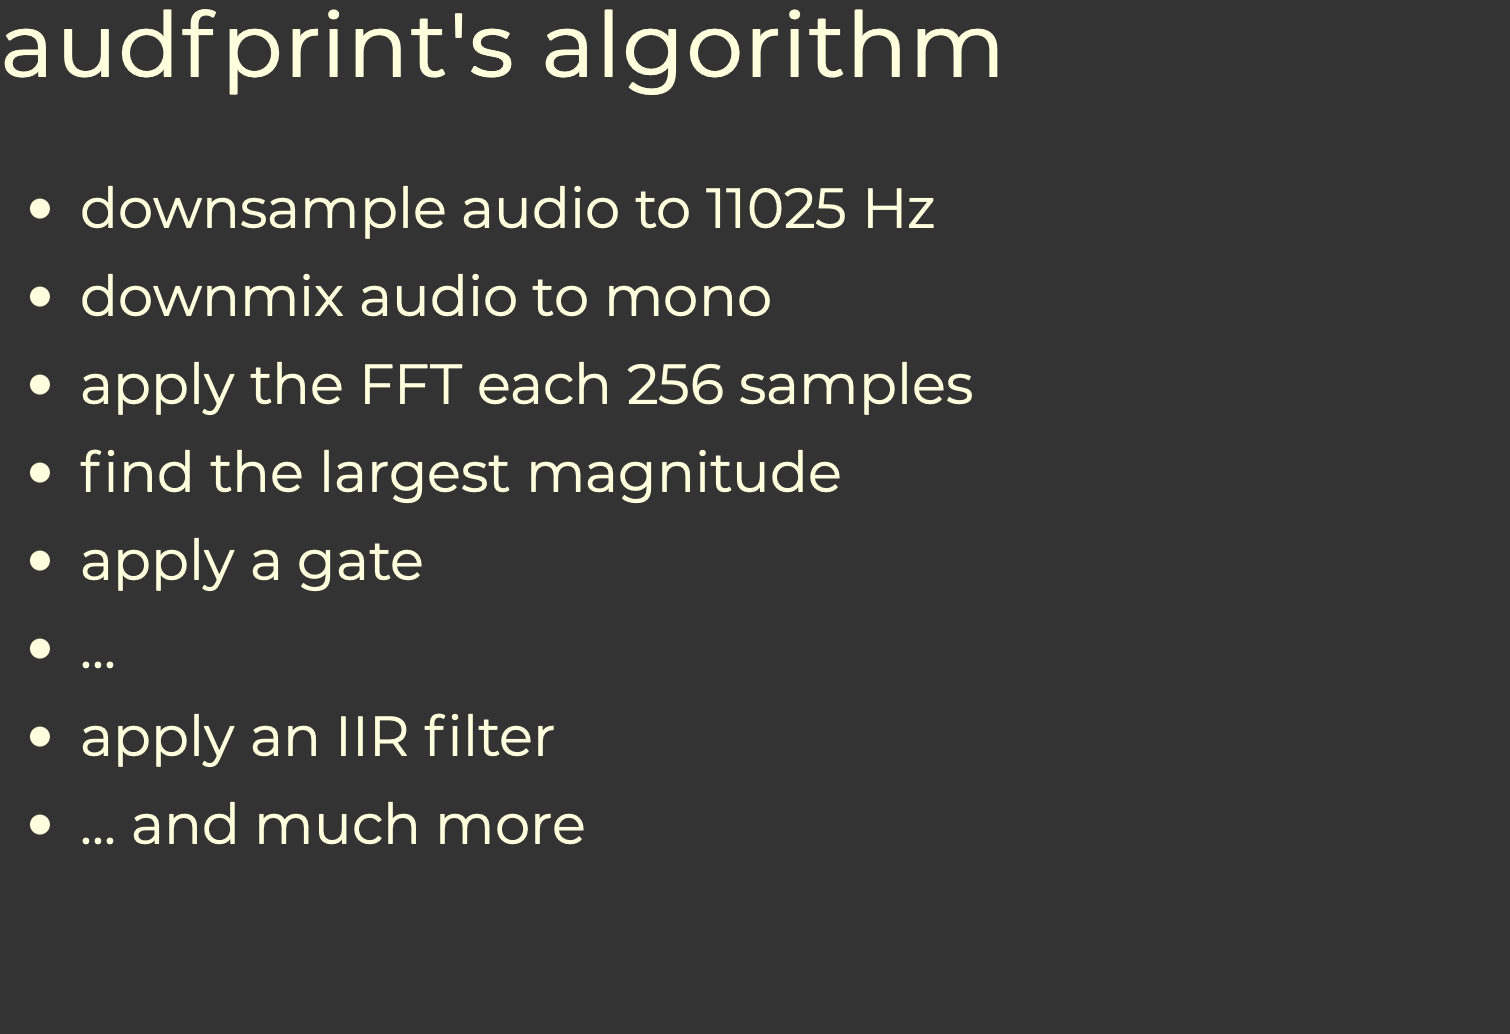 audfprint's algorithm
• downsample audio to 11025 Hz
• downmix audio to mono
• apply the FFT each 256 samples
• find the largest magnitude
• apply a gate
• ...
• apply an IIR filter
• ... and much more